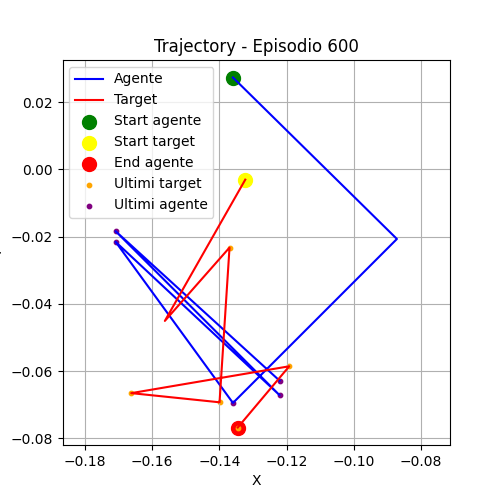 Trajectory - Episodio 600
Agente
Target
Start agente
Start target
End agente
Ultimi target
Ultimi agente
0.02
0.00
−0.02
−0.04
−0.06
−0.08
−0.18
−0.16
−0.14
−0.12
−0.10
−0.08
X